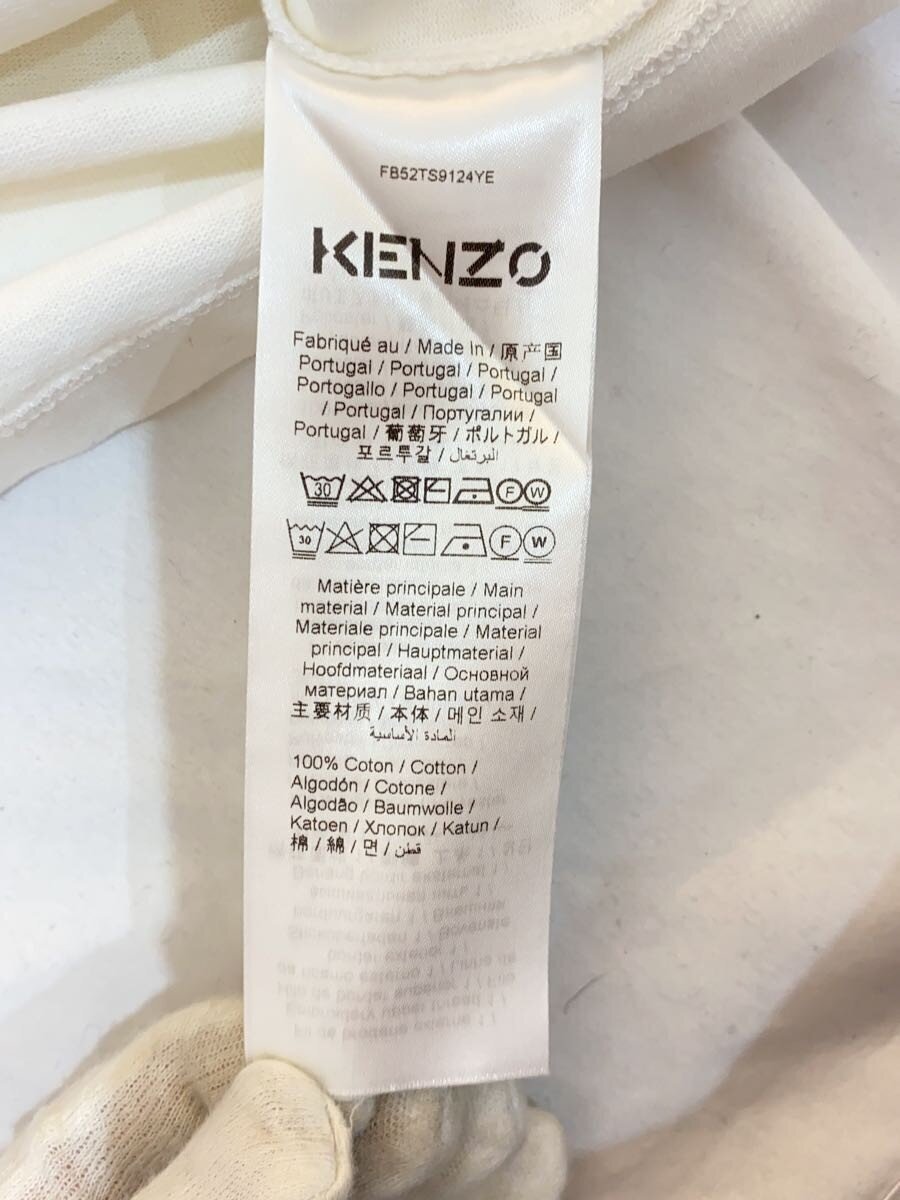 FB52TS9124YE
KENZO
Fabriqué au / Made in / 原产国
Portugal / Portugal / Portugal /
Portogallo / Portugal / Portugal
/ Portugal / Португалии /
Portugal / 葡萄牙 / ポルトガル /
포르투갈 / البرتغال
30 F W
30 F W
Matière principale / Main
material / Material principal /
Materiale principale / Material
principal / Hauptmaterial /
Hoofdmateriaal / Основной
материал / Bahan utama /
主要材质 / 本体 / 메인 소재 /
المادة الأساسية
100% Coton / Cotton /
Algodón / Cotone /
Algodão / Baumwolle /
Katoen / Хлопок / Katun /
棉 / 綿 / 면 / قطن